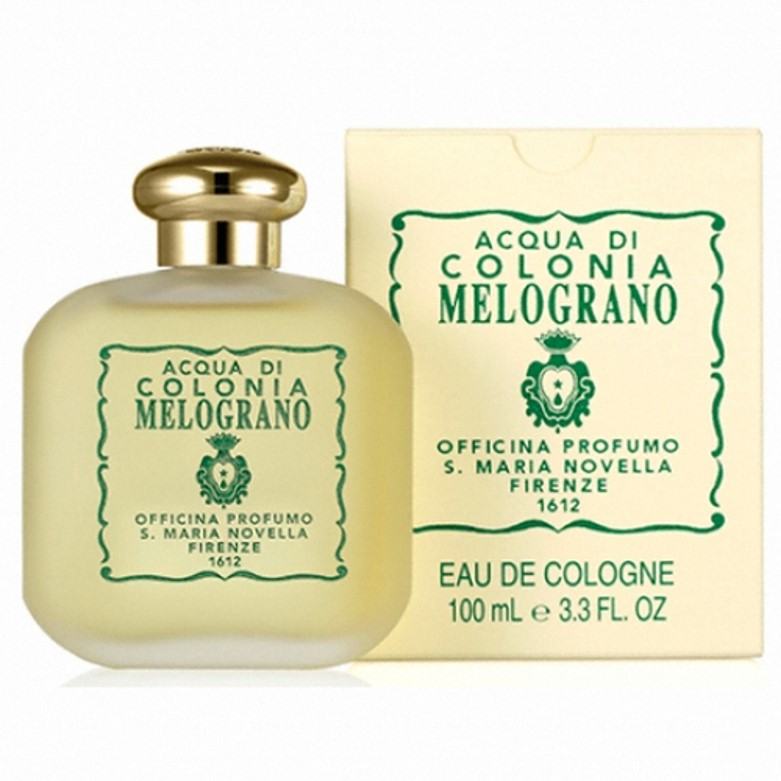 ACQUA DI
COLONIA
MELOGRANO
OFFICINA PROFUMO
S. MARIA NOVELLA
FIRENZE
1612
ACQUA DI
COLONIA
MELOGRANO
OFFICINA PROFUMO
S. MARIA NOVELLA
FIRENZE
1612
EAU DE COLOGNE
100 mL e 3.3 FL. OZ